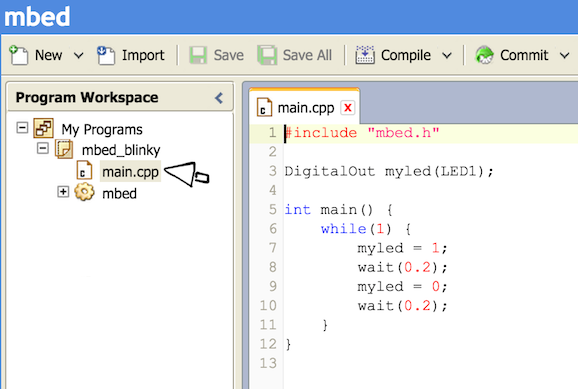 mbed
New Import Save Save All Compile Commit
Program Workspace
My Programs
mbed_blinky
main.cpp
mbed
main.cpp x
1 #include "mbed.h"
2
3 DigitalOut myled(LED1);
4
5 int main() {
6     while(1) {
7         myled = 1;
8         wait(0.2);
9         myled = 0;
10         wait(0.2);
11     }
12 }
13